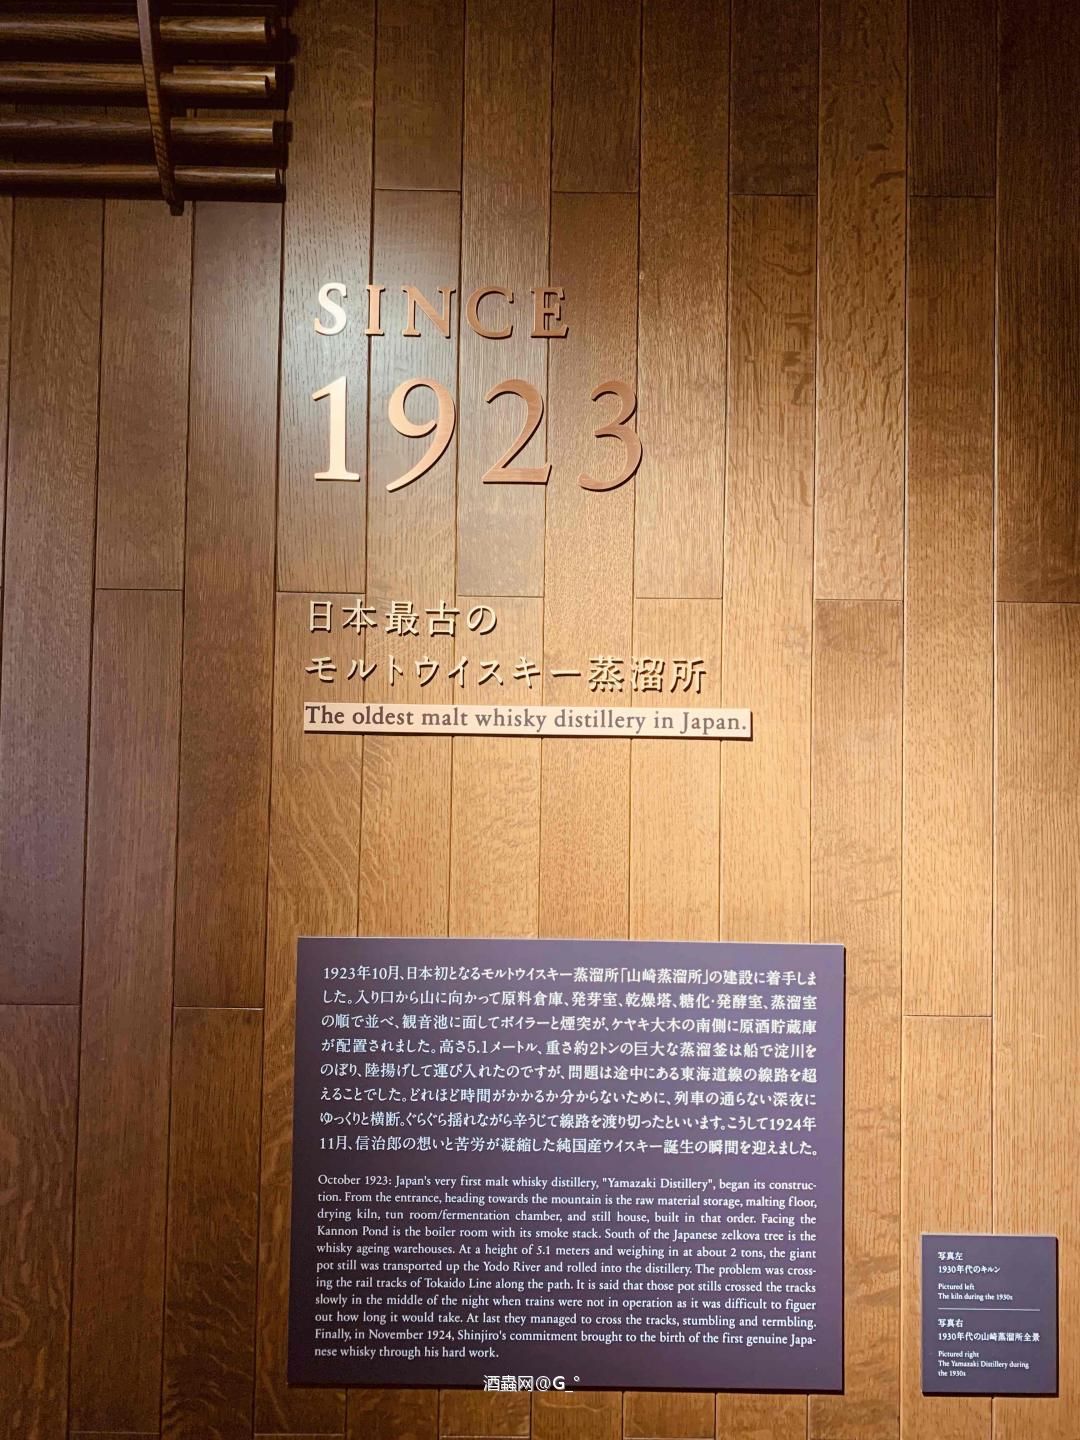 SINCE
1923
日本最古の
モルトウイスキー蒸溜所
The oldest malt whisky distillery in Japan.
1923年10月、日本初となるモルトウイスキー蒸溜所「山崎蒸溜所」の建設に着手しま
した。入り口から山に向かって原料倉庫、発芽室、乾燥塔、糖化・発酵室、蒸溜室
の順で並べ、観音池に面してボイラーと煙突が、ケヤキ大木の南側に原酒貯蔵庫
が配置されました。高さ5.1メートル、重さ約2トンの巨大な蒸溜釜は船で淀川を
のぼり、陸揚げして運び入れたのですが、問題は途中にある東海道線の線路を超
えることでした。どれほど時間がかかるか分からないために、列車の通らない深夜に
ゆっくりと横断。ぐらぐら揺れながら辛うじて線路を渡り切ったといいます。こうして1924年
11月、信治郎の想いと苦労が凝縮した純国産ウイスキー誕生の瞬間を迎えました。
October 1923: Japan's very first malt whisky distillery, "Yamazaki Distillery", began its construc-
tion. From the entrance, heading towards the mountain is the raw material storage, malting floor,
drying kiln, tun room/fermentation chamber, and still house, built in that order. Facing the
Kannon Pond is the boiler room with its smoke stack. South of the Japanese zelkova tree is the
whisky ageing warehouses. At a height of 5.1 meters and weighing in at about 2 tons, the giant
pot still was transported up the Yodo River and rolled into the distillery. The problem was cross-
ing the rail tracks of Tokaido Line along the path. It is said that those pot stills crossed the tracks
slowly in the middle of the night when trains were not in operation as it was difficult to figuer
out how long it would take. At last they managed to cross the tracks, stumbling and termbling.
Finally, in November 1924, Shinjiro's commitment brought to the birth of the first genuine Japa-
nese whisky through his hard work.
写真左
1930年代のキルン
Pictured left
The kiln during the 1930s
写真右
1930年代の山崎蒸溜所全景
Pictured right
The Yamazaki Distillery during
the 1930s
酒蟲网@G_°